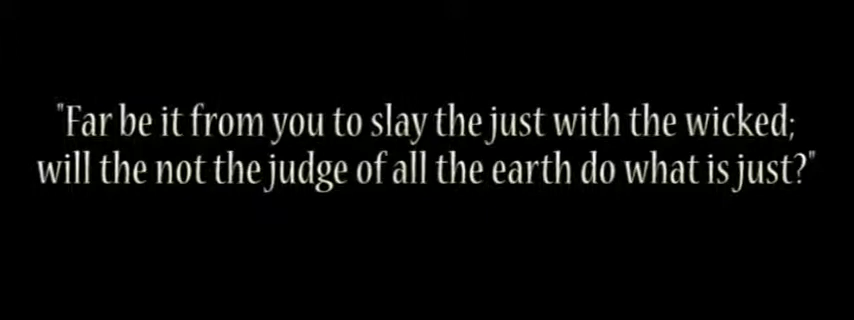 "Far be it from you to slay the just with the wicked;
will the not the judge of all the earth do what is just?"